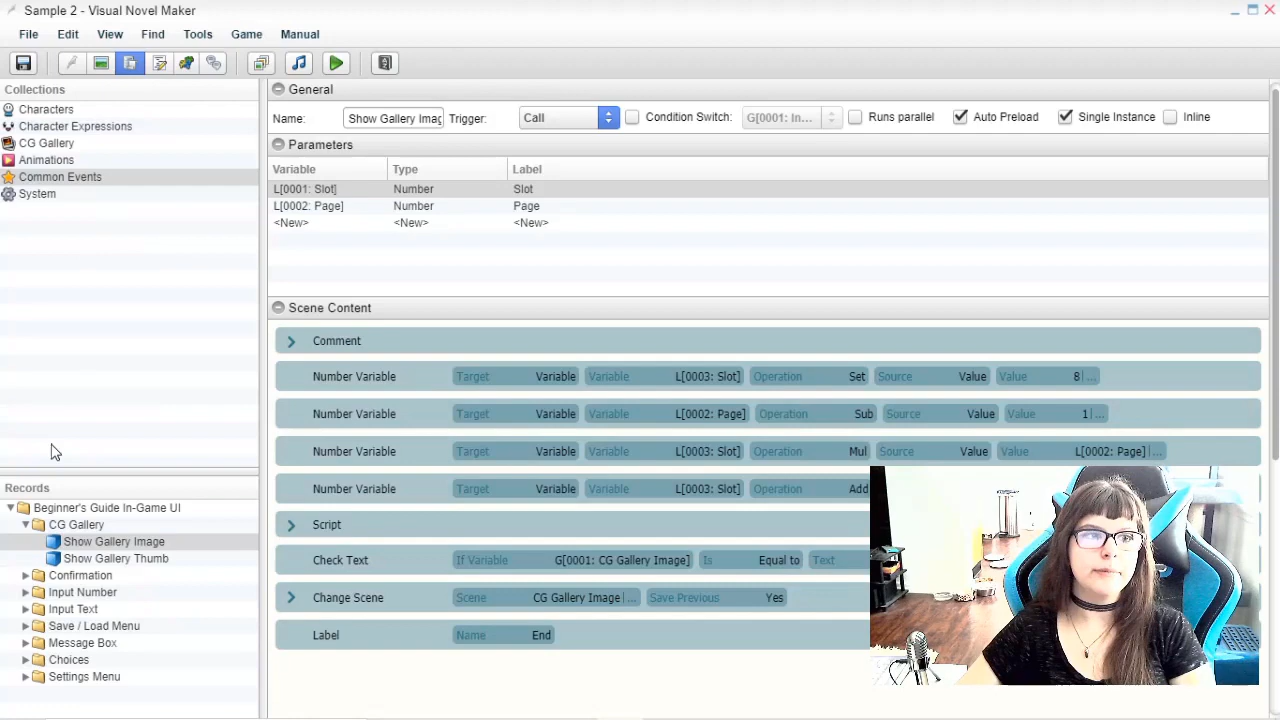 Sample 2 - Visual Novel Maker
File Edit View Find Tools Game Manual
Collections
Characters
Character Expressions
CG Gallery
Animations
Common Events
System
Records
Beginner's Guide In-Game UI
CG Gallery
Show Gallery Image
Show Gallery Thumb
Confirmation
Input Number
Input Text
Save / Load Menu
Message Box
Choices
Settings Menu
General
Name: Show Gallery Imag Trigger: Call Condition Switch: G[0001: In... Runs parallel Auto Preload Single Instance Inline
Parameters
Variable Type Label
L[0001: Slot] Number Slot
L[0002: Page] Number Page
<New> <New> <New>
Scene Content
Comment
Number Variable Target Variable Variable L[0003: Slot] Operation Set Source Value Value 8|...
Number Variable Target Variable Variable L[0002: Page] Operation Sub Source Value Value 1|...
Number Variable Target Variable Variable L[0003: Slot] Operation Mul Source Value Value L[0002: Page]|...
Number Variable Target Variable Variable L[0003: Slot] Operation Add
Script
Check Text If Variable G[0001: CG Gallery Image] Is Equal to Text
Change Scene Scene CG Gallery Image|... Save Previous Yes
Label Name End